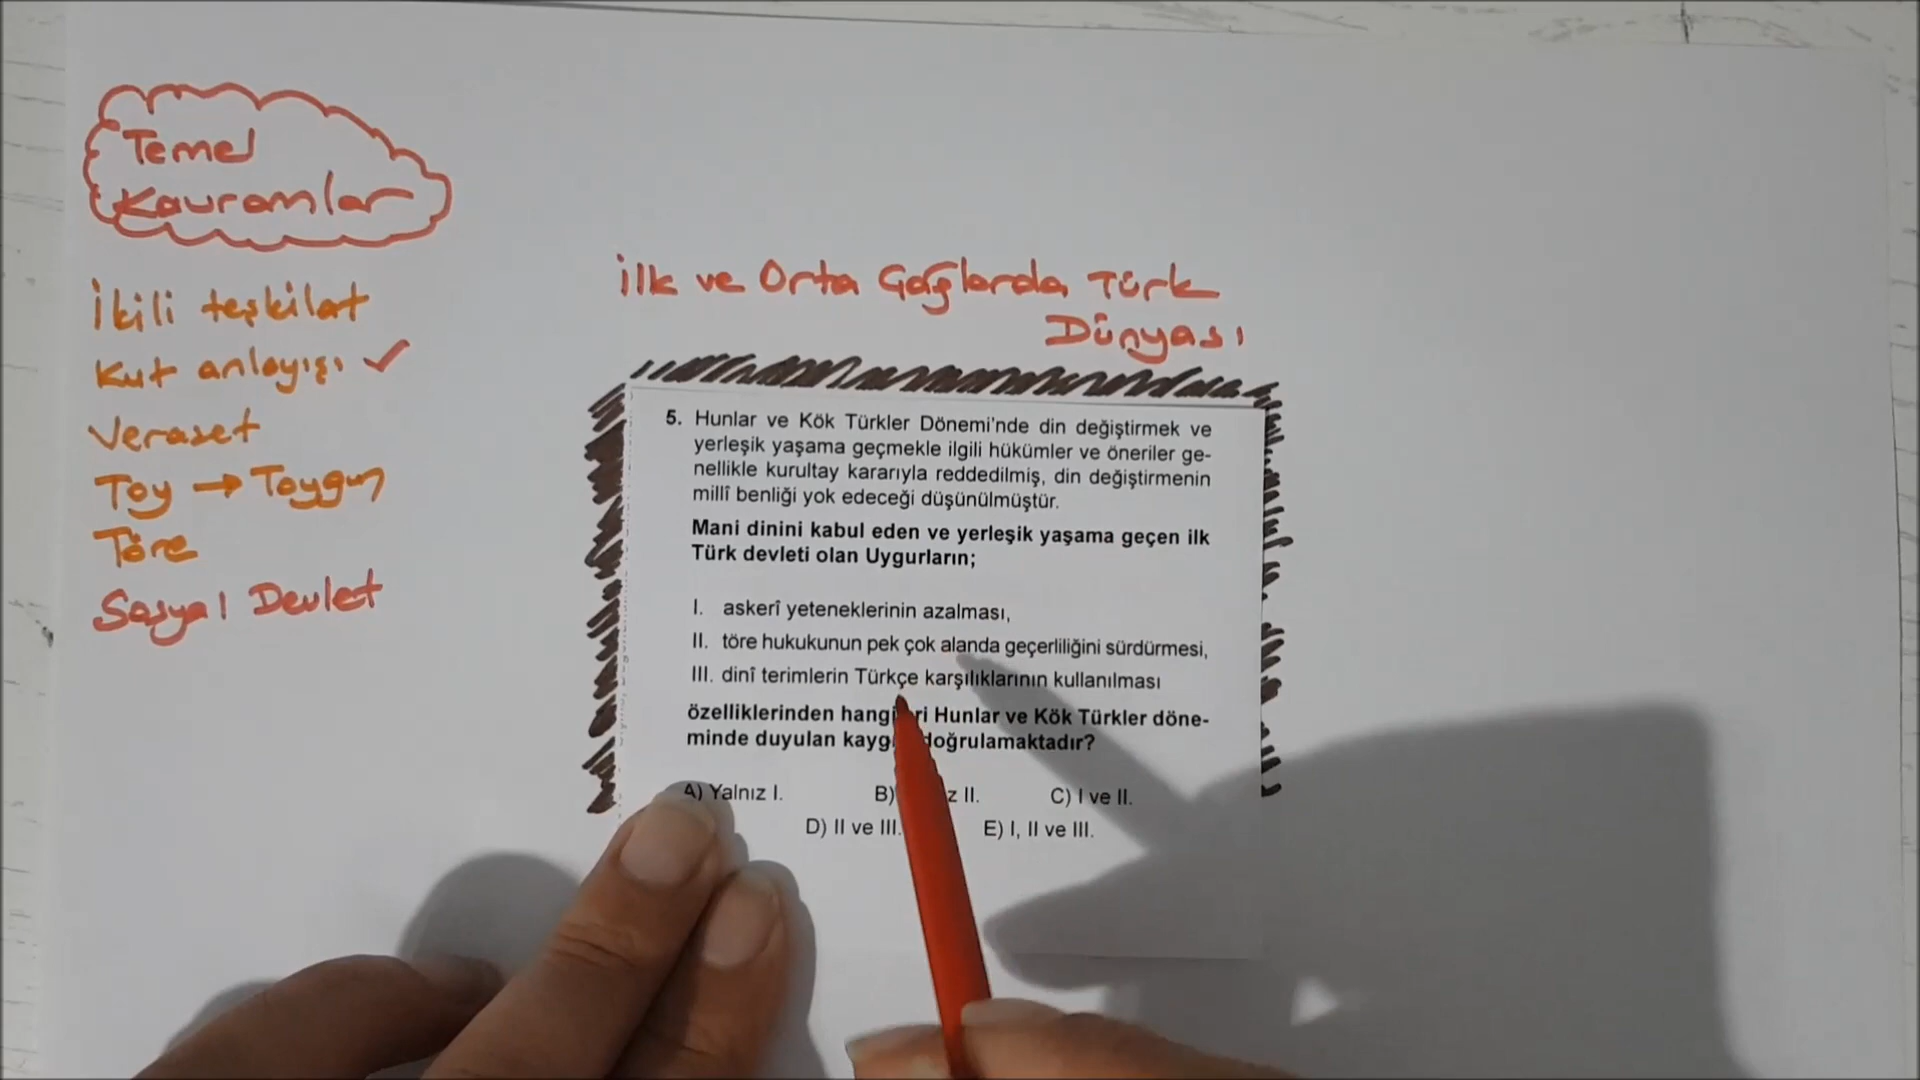 Temel
Kavramlar
İkili teşkilat
Kut anlayışı ✓
Veraset
Toy → Toygun
Töre
Sosyal Devlet
İlk ve Orta Çağlarda Türk
Dünyası
5. Hunlar ve Kök Türkler Dönemi'nde din değiştirmek ve
yerleşik yaşama geçmekle ilgili hükümler ve öneriler ge-
nellikle kurultay kararıyla reddedilmiş, din değiştirmenin
millî benliği yok edeceği düşünülmüştür.
Mani dinini kabul eden ve yerleşik yaşama geçen ilk
Türk devleti olan Uygurların;
I. askerî yeteneklerinin azalması,
II. töre hukukunun pek çok alanda geçerliliğini sürdürmesi,
III. dinî terimlerin Türkçe karşılıklarının kullanılması
özelliklerinden Hunlar ve Kök Türkler döne-
minde duyulan doğrulamaktadır?
A) Yalnız I. B) II. C) I ve II.
D) II ve III. E) I, II ve III.